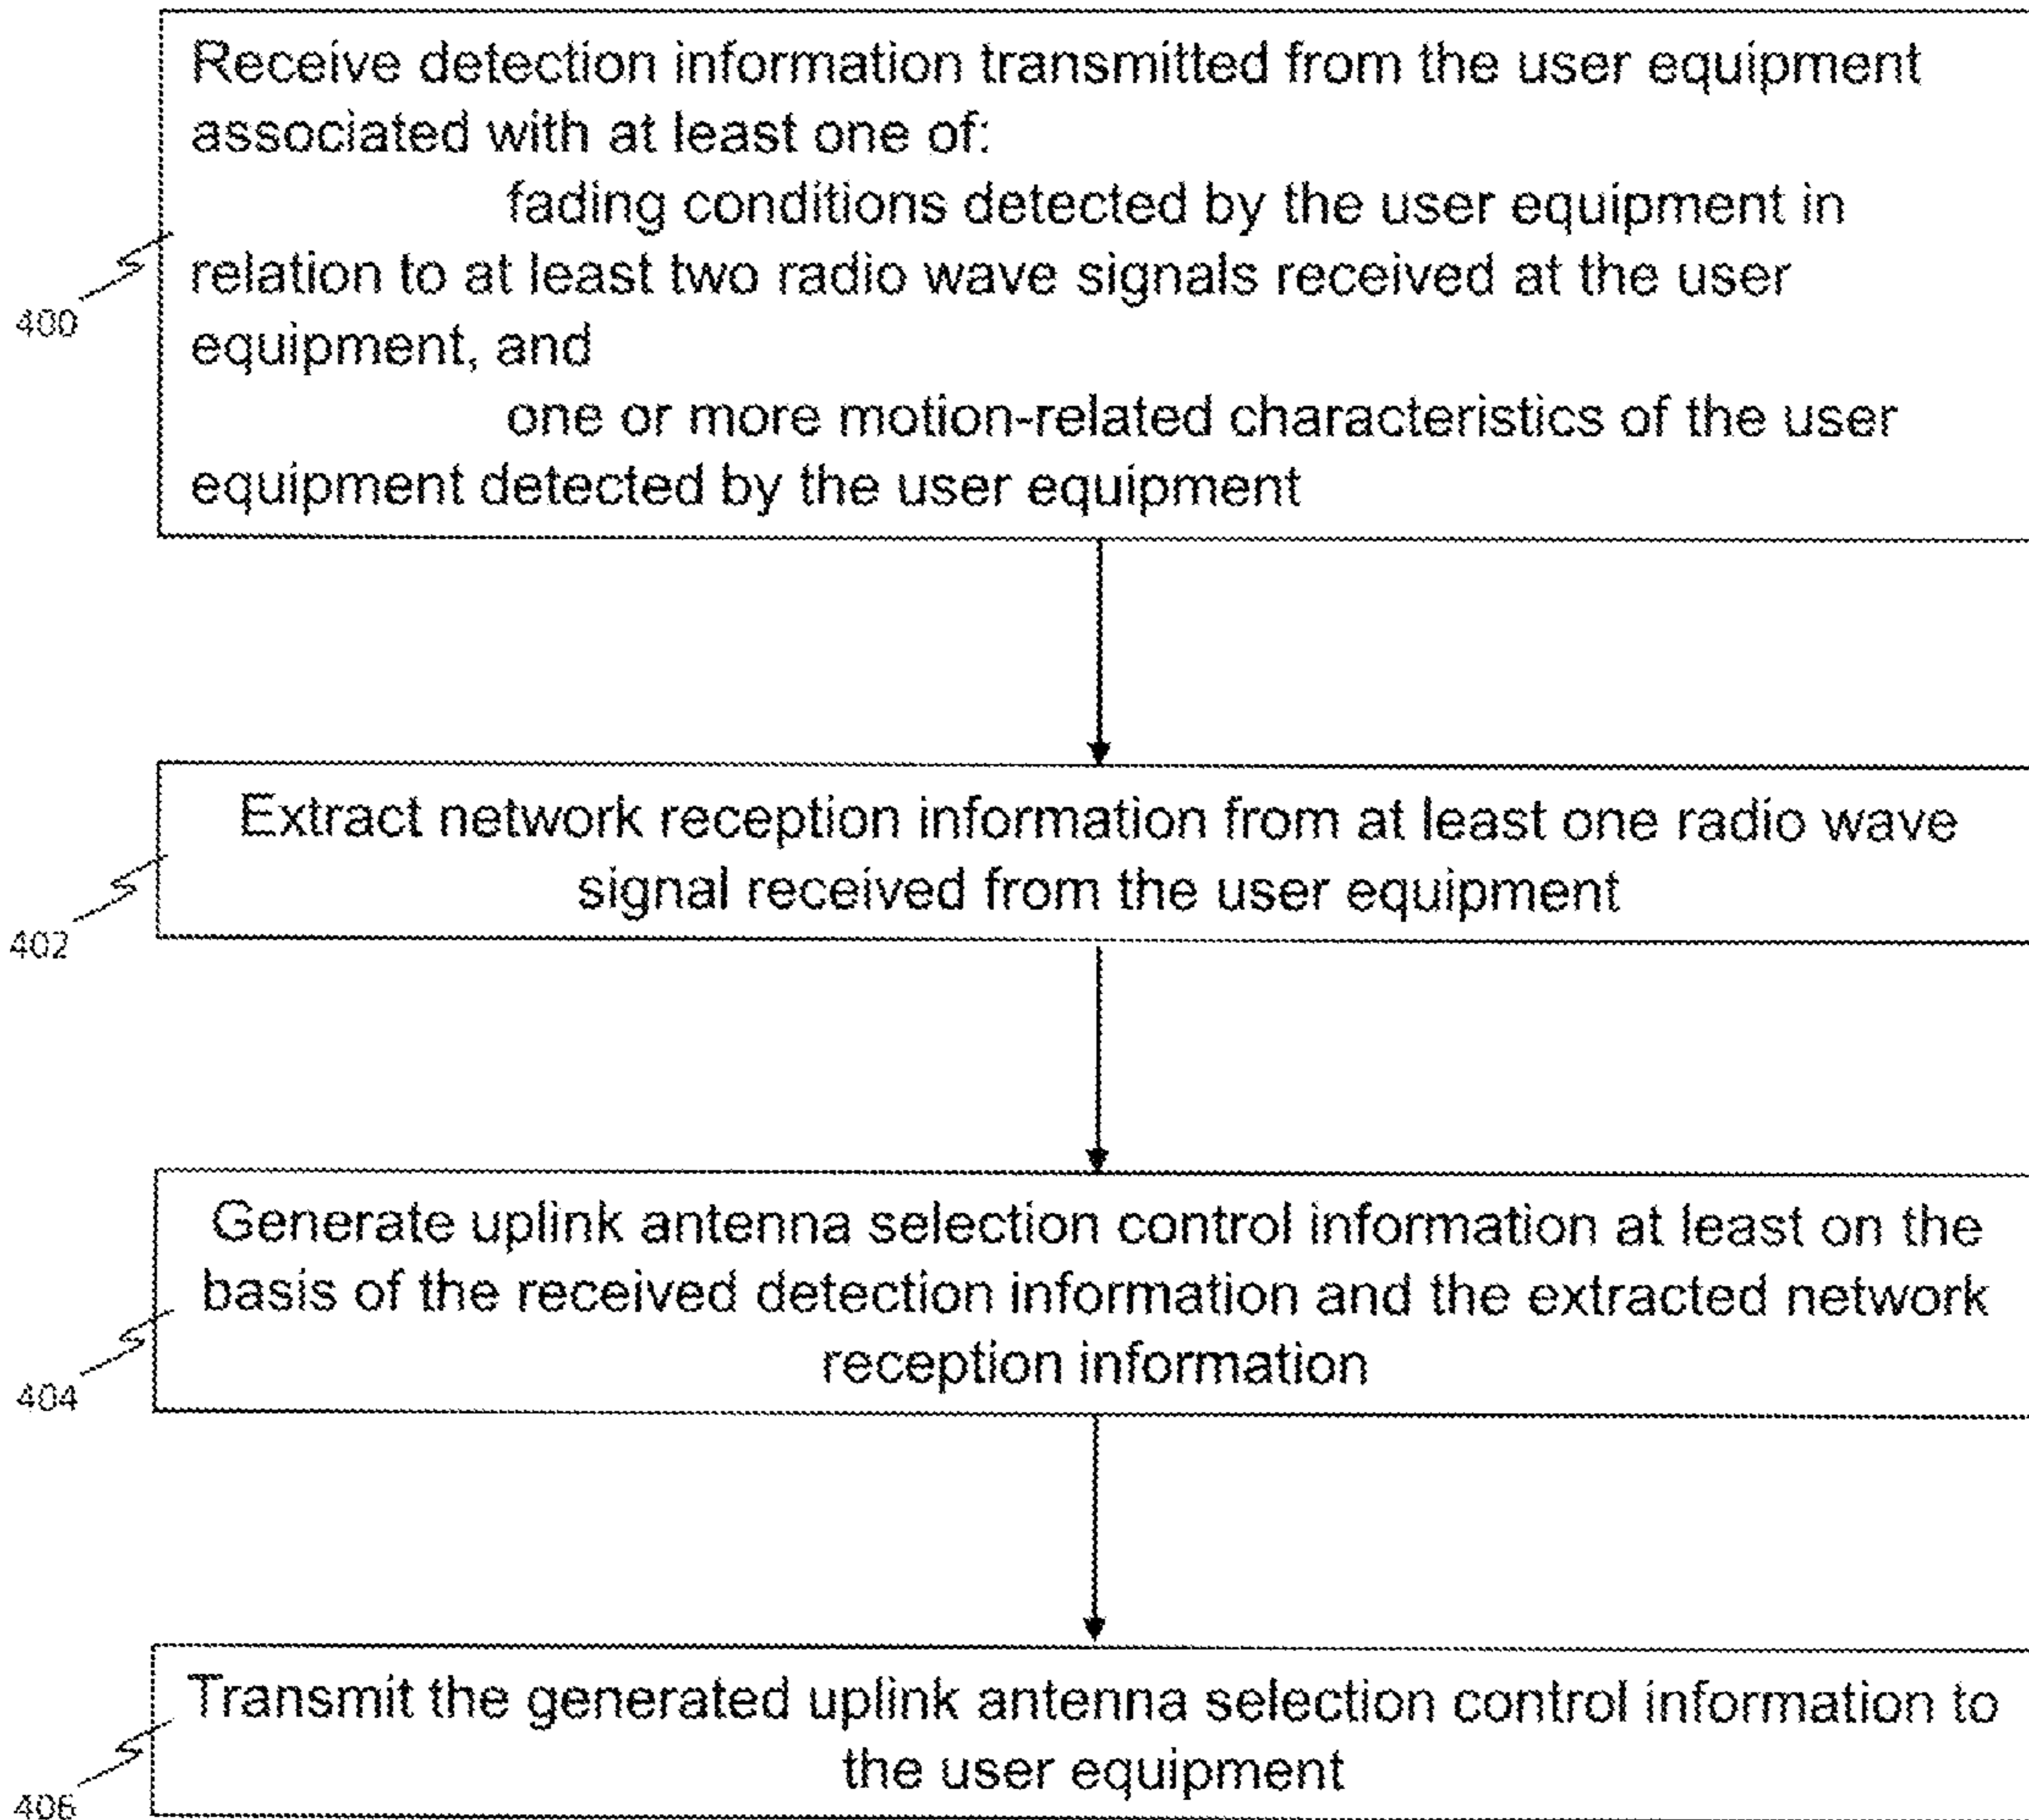 Receive detection information transmitted from the user equipment
associated with at least one of:
fading conditions detected by the user equipment in
relation to at least two radio wave signals received at the user
equipment, and
one or more motion-related characteristics of the user
equipment detected by the user equipment
400
Extract network reception information from at least one radio wave
signal received from the user equipment
402
Generate uplink antenna selection control information at least on the
basis of the received detection information and the extracted network
reception information
404
Transmit the generated uplink antenna selection control information to
the user equipment
406